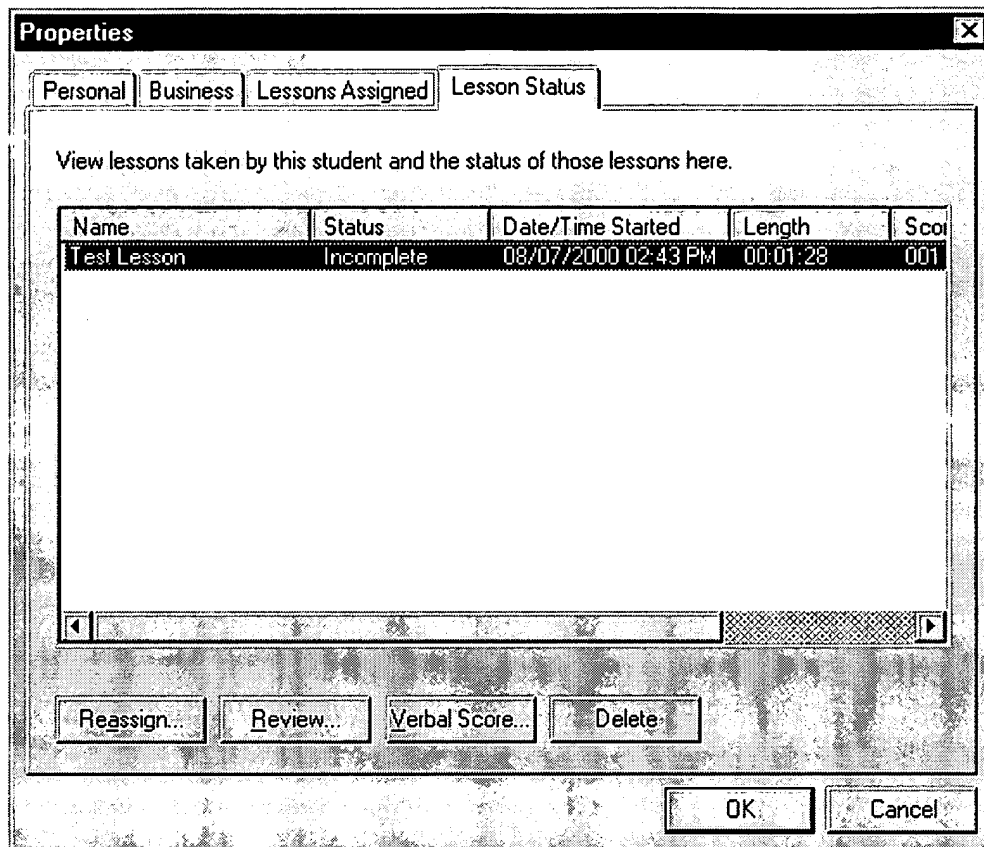 Properties
Personal Business Lessons Assigned Lesson Status
View lessons taken by this student and the status of those lessons here.
Name Status Date/Time Started Length Scor
Test Lesson Incomplete 08/07/2000 02:43 PM 00:01:28 001
Reassign... Review... Verbal Score... Delete
OK Cancel